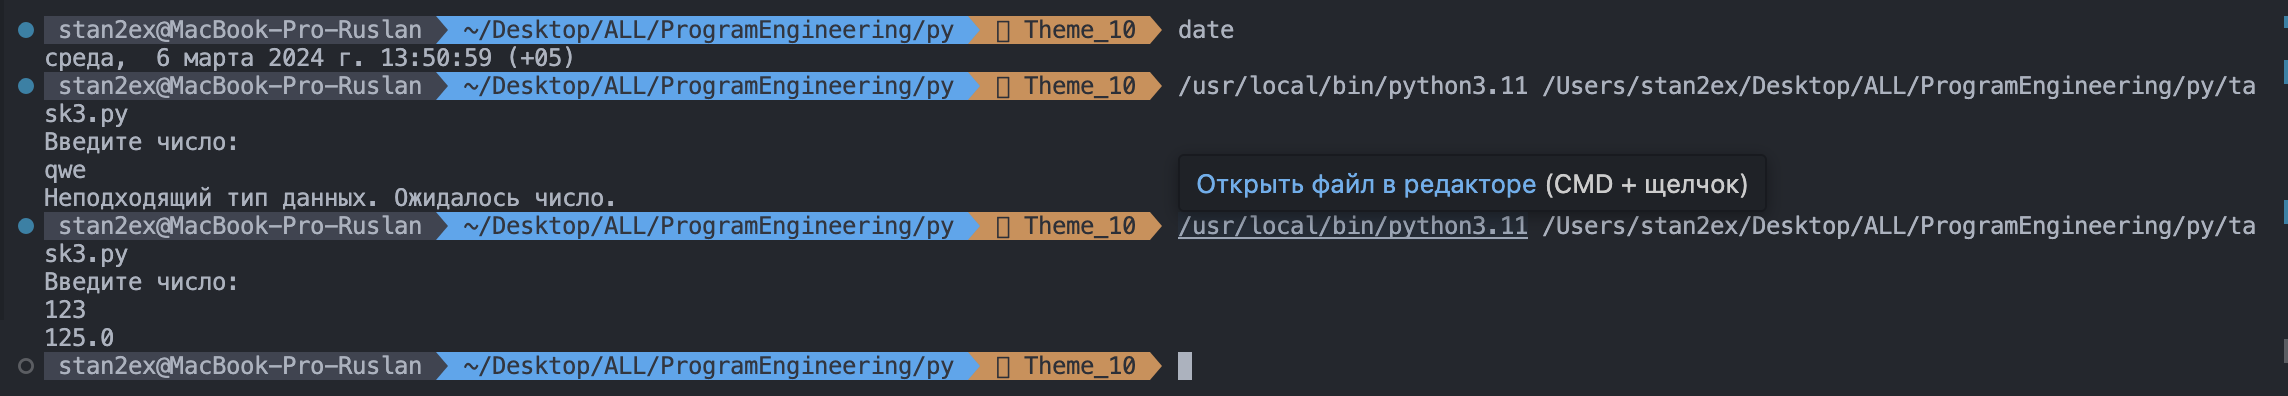 stan2ex@MacBook-Pro-Ruslan ~/Desktop/ALL/ProgramEngineering/py Theme_10 date
среда,  6 марта 2024 г. 13:50:59 (+05)
stan2ex@MacBook-Pro-Ruslan ~/Desktop/ALL/ProgramEngineering/py Theme_10 /usr/local/bin/python3.11 /Users/stan2ex/Desktop/ALL/ProgramEngineering/py/ta
sk3.py
Введите число:
qwe
Открыть файл в редакторе (CMD + щелчок)
Неподходящий тип данных. Ожидалось число.
stan2ex@MacBook-Pro-Ruslan ~/Desktop/ALL/ProgramEngineering/py Theme_10 /usr/local/bin/python3.11 /Users/stan2ex/Desktop/ALL/ProgramEngineering/py/ta
sk3.py
Введите число:
123
125.0
stan2ex@MacBook-Pro-Ruslan ~/Desktop/ALL/ProgramEngineering/py Theme_10